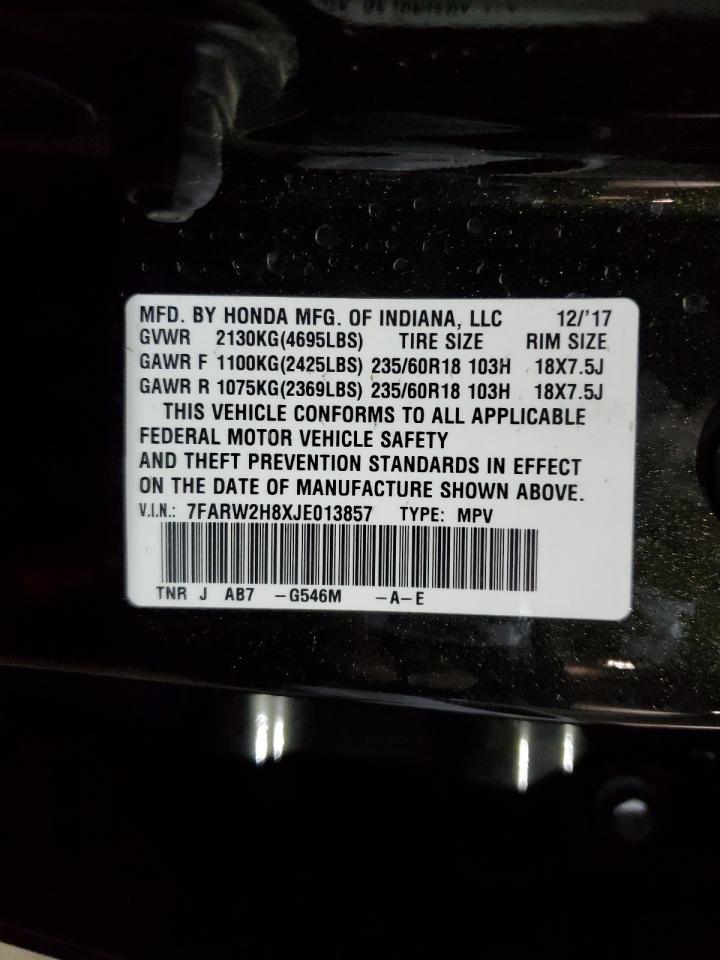 MFD. BY HONDA MFG. OF INDIANA, LLC 12/'17
GVWR 2130KG(4695LBS) TIRE SIZE RIM SIZE
GAWR F 1100KG(2425LBS) 235/60R18 103H 18X7.5J
GAWR R 1075KG(2369LBS) 235/60R18 103H 18X7.5J
THIS VEHICLE CONFORMS TO ALL APPLICABLE
FEDERAL MOTOR VEHICLE SAFETY
AND THEFT PREVENTION STANDARDS IN EFFECT
ON THE DATE OF MANUFACTURE SHOWN ABOVE.
V.I.N.: 7FARW2H8XJE013857 TYPE: MPV
TNR J AB7 -G546M -A-E